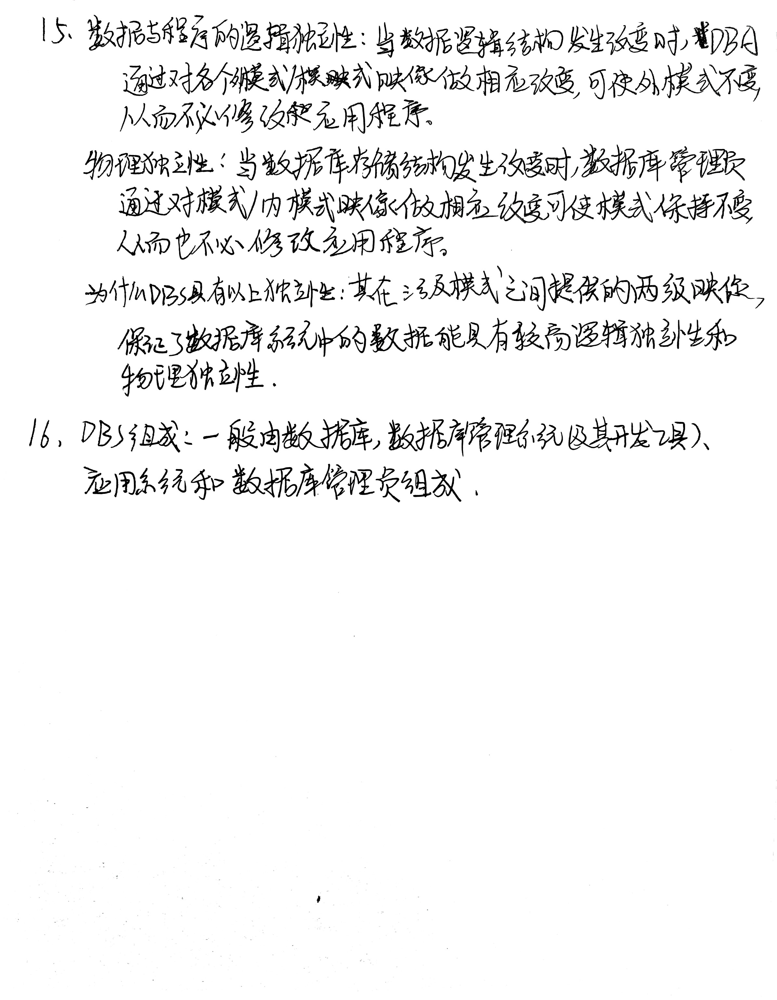 15、数据与程序的逻辑独立性：当数据逻辑结构发生改变时，DBA
通过对各个外模式/模式映像做相应改变，可使外模式不变，
从而不必修改应用程序。
物理独立性：当数据库存储结构发生改变时，数据库管理员
通过对模式/内模式映像做相应改变可使模式保持不变，
从而也不必修改应用程序。
为什么DBS具有以上独立性：其在三级模式之间提供的两级映像，
保证了数据库系统中的数据能具有较高逻辑独立性和
物理独立性.
16、DBS组成：一般由数据库，数据库管理系统(及其开发工具)、
应用系统和数据库管理员组成.